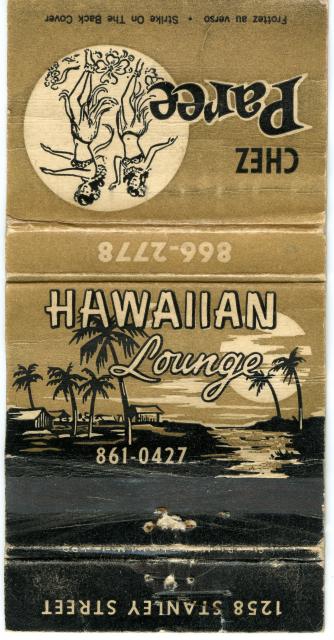 Frottez au verso • Strike On The Back Cover
CHEZ
Paree
866-2778
HAWAIIAN
Lounge
861-0427
1258 STANLEY STREET